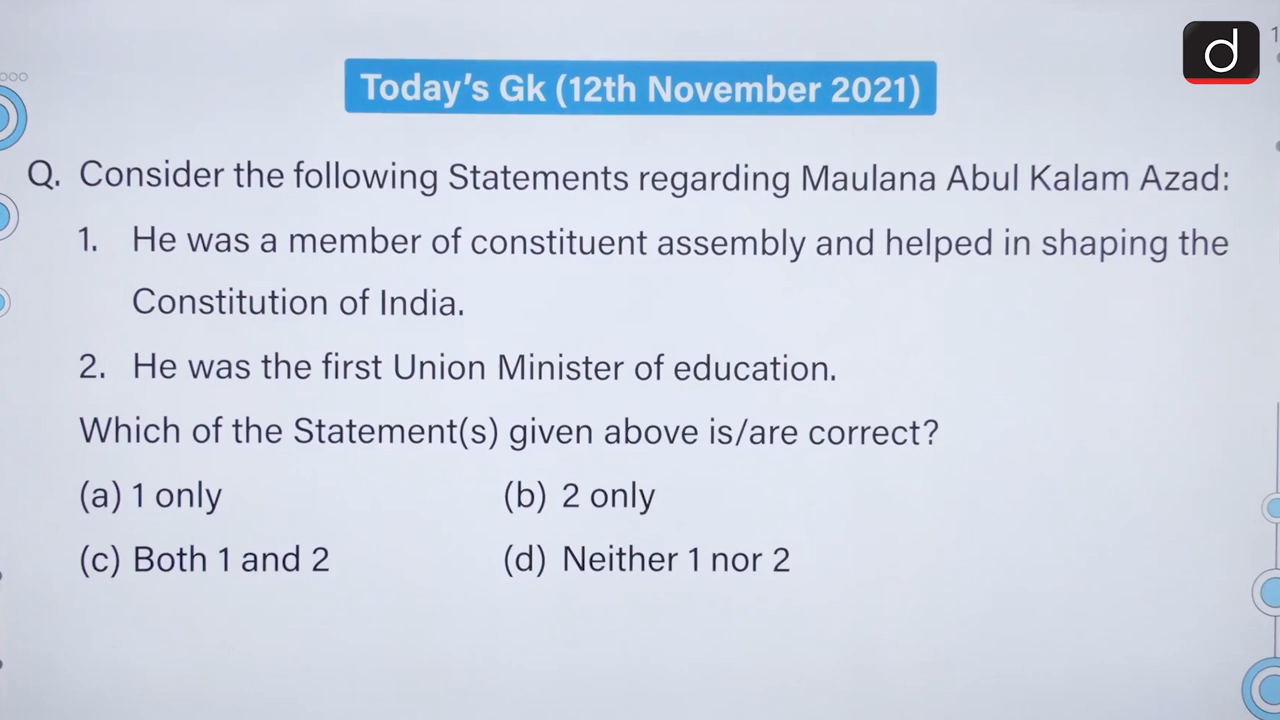 d
Today's Gk (12th November 2021)
Q. Consider the following Statements regarding Maulana Abul Kalam Azad:
1. He was a member of constituent assembly and helped in shaping the
Constitution of India.
2. He was the first Union Minister of education.
Which of the Statement(s) given above is/are correct?
(a) 1 only (b) 2 only
(c) Both 1 and 2 (d) Neither 1 nor 2